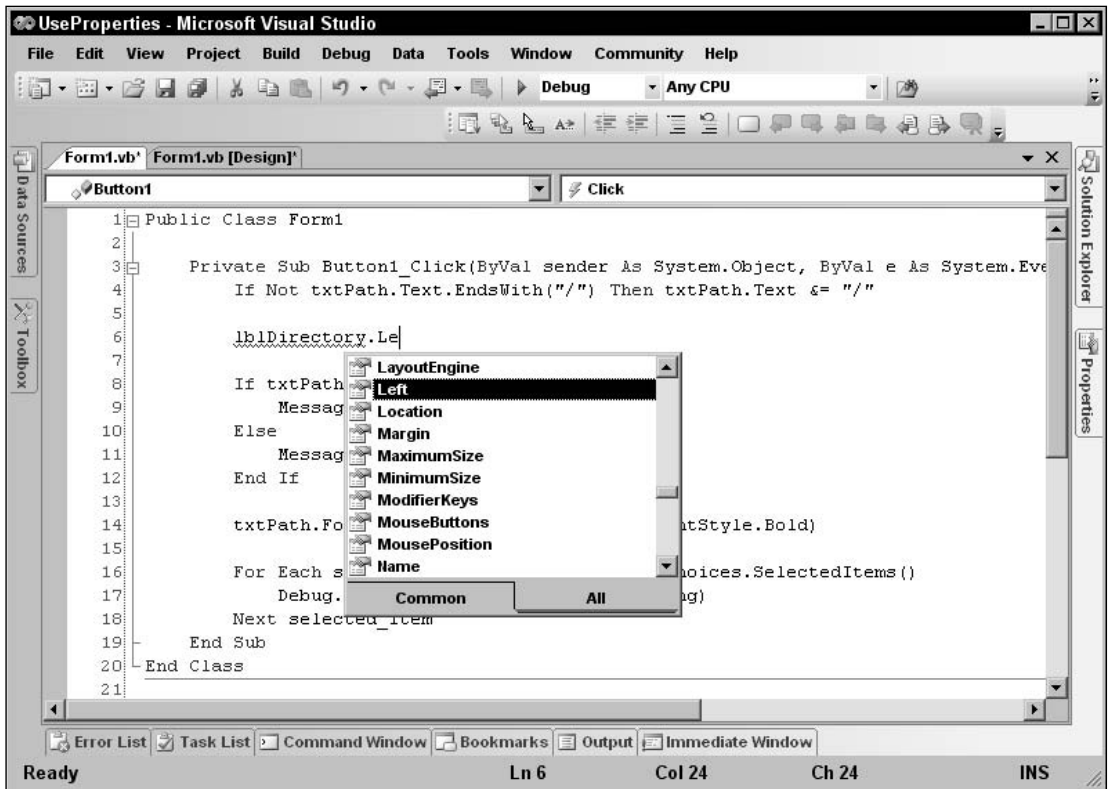 UseProperties - Microsoft Visual Studio
File Edit View Project Build Debug Data Tools Window Community Help
Debug Any CPU
Form1.vb* Form1.vb [Design]*
Button1 Click
Data Sources
Toolbox
Solution Explorer
Properties
1 Public Class Form1
2
3 Private Sub Button1_Click(ByVal sender As System.Object, ByVal e As System.Eve
4 If Not txtPath.Text.EndsWith("/") Then txtPath.Text &= "/"
5
6 lblDirectory.Le
7
8 If txtPath
9 Messag
10 Else
11 Messag
12 End If
13
14 txtPath.Fo ntStyle.Bold)
15
16 For Each s hoices.SelectedItems()
17 Debug. ng)
18 Next selected_item
19 End Sub
20 End Class
21
LayoutEngine
Left
Location
Margin
MaximumSize
MinimumSize
ModifierKeys
MouseButtons
MousePosition
Name
Common All
Error List Task List Command Window Bookmarks Output Immediate Window
Ready Ln 6 Col 24 Ch 24 INS